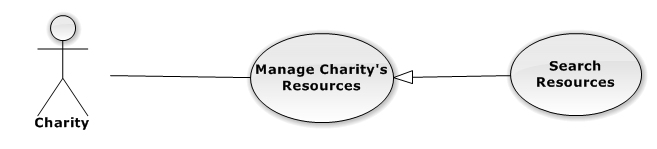 Charity
Manage Charity's
Resources
Search
Resources